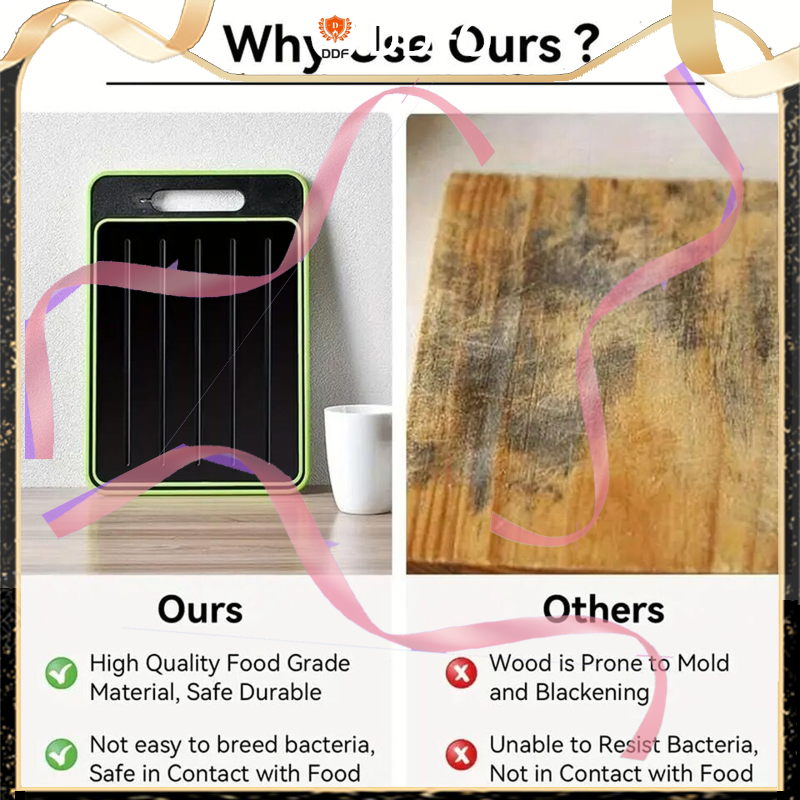 Why Use Ours ?
DDF
Ours
Others
High Quality Food Grade
Material, Safe Durable
Wood is Prone to Mold
and Blackening
Not easy to breed bacteria,
Safe in Contact with Food
Unable to Resist Bacteria,
Not in Contact with Food